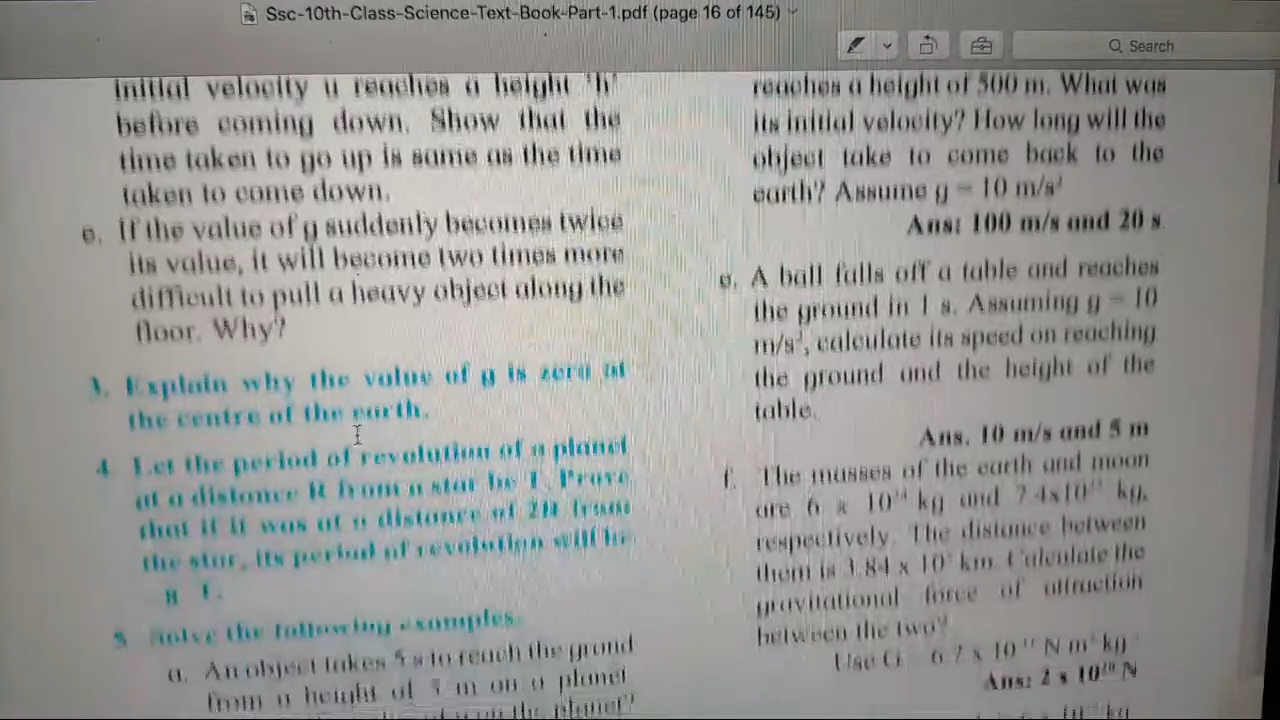 Ssc-10th-Class-Science-Text-Book-Part-1.pdf (page 16 of 145)
Search
initial velocity u reaches a height 'h'
before coming down. Show that the
time taken to go up is same as the time
taken to come down.
e. If the value of g suddenly becomes twice
its value, it will become two times more
difficult to pull a heavy object along the
floor. Why?
3. Explain why the value of g is zero at
the centre of the earth.
4. Let the period of revolution of a planet
at a distance R from a star be T. Prove
that if it was at a distance of 2R from
the star, its period of revolution will be
8 T.
5. Solve the following examples.
a. An object takes 5 s to reach the
from a height of 5 m on a planet
on the planet?
reaches a height of 500 m. What was
its initial velocity? How long will the
object take to come back to the
earth? Assume g = 10 m/s²
Ans: 100 m/s and 20 s
e. A ball falls off a table and reaches
the ground in 1 s. Assuming g = 10
m/s², calculate its speed on reaching
the ground and the height of the
table.
Ans. 10 m/s and 5 m
f. The masses of the earth and moon
are 6 x kg and kg,
respectively. The distance between
them is 3.84 x km. Calculate the
gravitational force of attraction
between the two?
Use G N m² kg
Ans: 2 x 10²⁰ N
kg